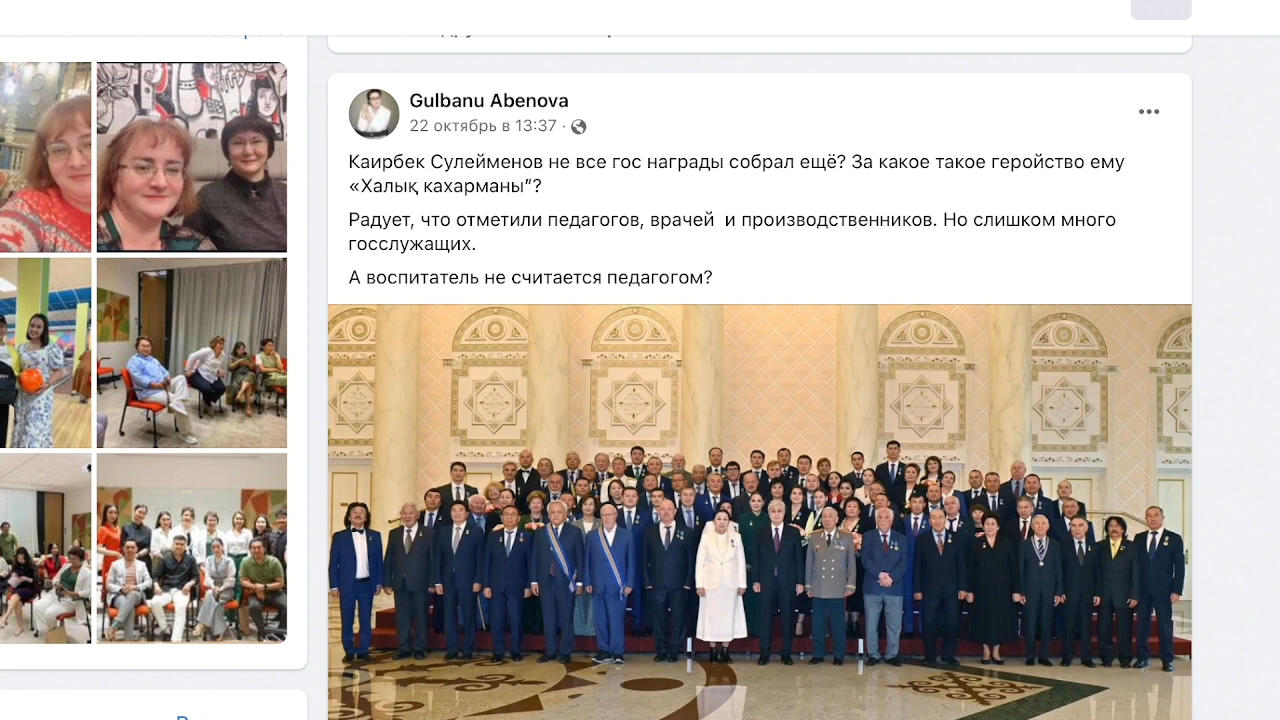 Gulbanu Abenova
22 октябрь в 13:37 ·
Каирбек Сулейменов не все гос награды собрал ещё? За какое такое геройство ему
«Халық кахарманы”?
Радует, что отметили педагогов, врачей и производственников. Но слишком много
госслужащих.
А воспитатель не считается педагогом?